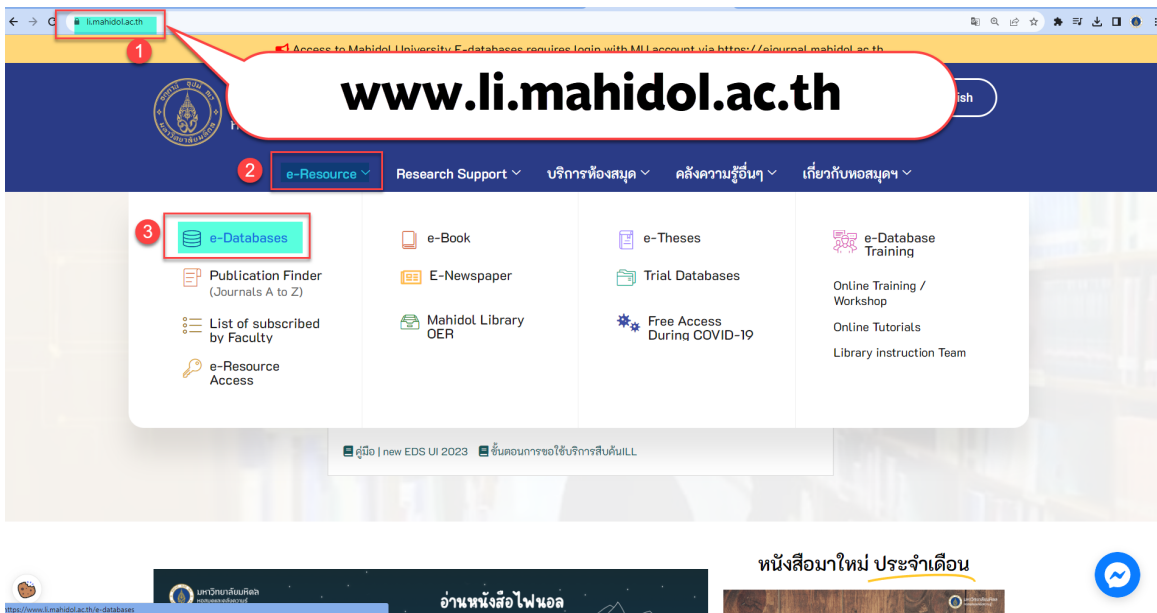 li.mahidol.ac.th
1
Access to Mahidol University E-databases requires login with MU account via https://ejournal.mahidol.ac.th
www.li.mahidol.ac.th
ish
2
e-Resource
Research Support
บริการห้องสมุด
คลังความรู้อื่นๆ
เกี่ยวกับหอสมุดฯ
3
e-Databases
e-Book
e-Theses
e-Database
Training
Publication Finder
(Journals A to Z)
E-Newspaper
Trial Databases
Online Training /
Workshop
List of subscribed
by Faculty
Mahidol Library
OER
Free Access
During COVID-19
Online Tutorials
Library instruction Team
e-Resource
Access
คู่มือ | new EDS UI 2023
ขั้นตอนการขอใช้บริการสืบค้นILL
หนังสือมาใหม่ ประจำเดือน
มหาวิทยาลัยมหิดล
อ่านหนังสือไฟนอล
https://www.li.mahidol.ac.th/e-databases